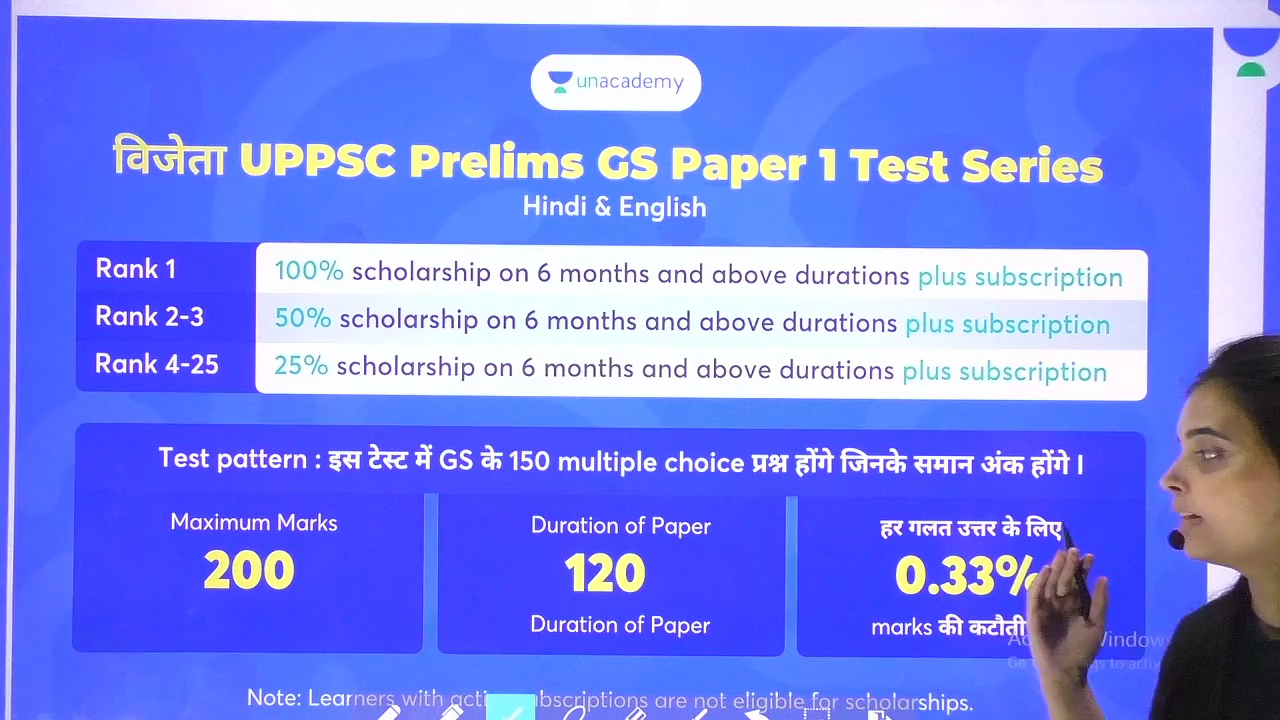 unacademy
विजेता UPPSC Prelims GS Paper 1 Test Series
Hindi & English
Rank 1 100% scholarship on 6 months and above durations plus subscription
Rank 2-3 50% scholarship on 6 months and above durations plus subscription
Rank 4-25 25% scholarship on 6 months and above durations plus subscription
Test pattern : इस टेस्ट में GS के 150 multiple choice प्रश्न होंगे जिनके समान अंक होंगे ।
Maximum Marks
200
Duration of Paper
120
Duration of Paper
हर गलत उत्तर के लिए
0.33%
marks की कटौती
Windows
Go
Note: Learners with active subscriptions are not eligible for scholarships.